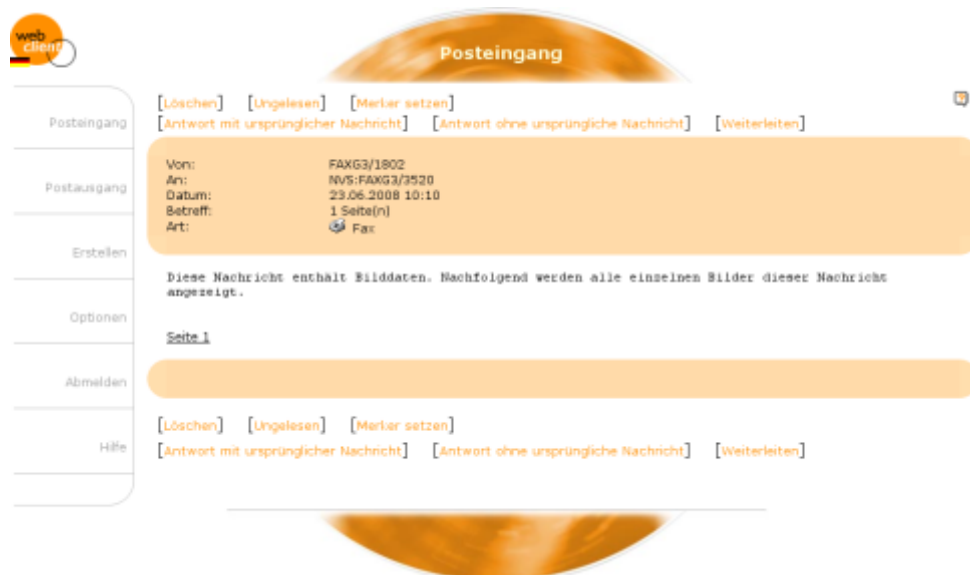 web
client
Posteingang
[Löschen] [Ungelesen] [Merker setzen]
[Antwort mit ursprünglicher Nachricht] [Antwort ohne ursprüngliche Nachricht] [Weiterleiten]
Posteingang
Postausgang
Erstellen
Optionen
Abmelden
Hilfe
Von: FAXG3/1802
An: NVS:FAXG3/3520
Datum: 23.06.2008 10:10
Betreff: 1 Seite(n)
Art: Fax
Diese Nachricht enthält Bilddaten. Nachfolgend werden alle einzelnen Bilder dieser Nachricht
angezeigt.
Seite 1
[Löschen] [Ungelesen] [Merker setzen]
[Antwort mit ursprünglicher Nachricht] [Antwort ohne ursprüngliche Nachricht] [Weiterleiten]